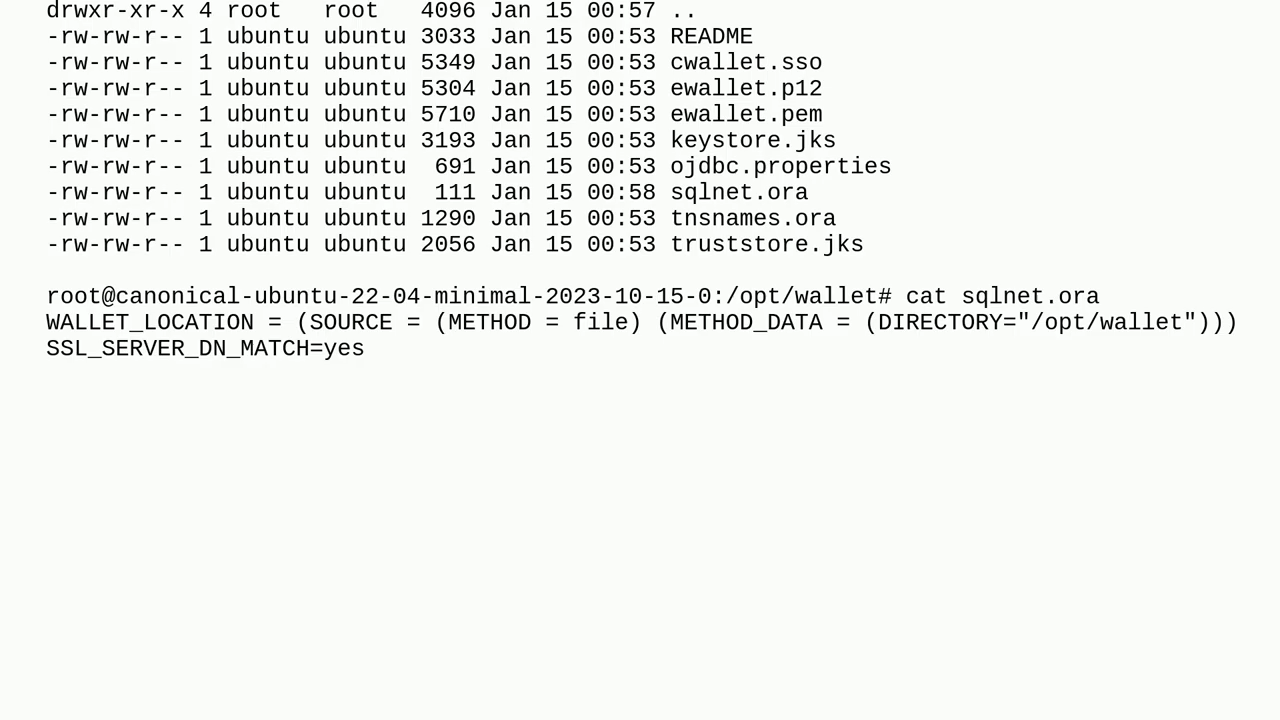 drwxr-xr-x 4 root   root   4096 Jan 15 00:57 ..
-rw-rw-r-- 1 ubuntu ubuntu 3033 Jan 15 00:53 README
-rw-rw-r-- 1 ubuntu ubuntu 5349 Jan 15 00:53 cwallet.sso
-rw-rw-r-- 1 ubuntu ubuntu 5304 Jan 15 00:53 ewallet.p12
-rw-rw-r-- 1 ubuntu ubuntu 5710 Jan 15 00:53 ewallet.pem
-rw-rw-r-- 1 ubuntu ubuntu 3193 Jan 15 00:53 keystore.jks
-rw-rw-r-- 1 ubuntu ubuntu  691 Jan 15 00:53 ojdbc.properties
-rw-rw-r-- 1 ubuntu ubuntu  111 Jan 15 00:58 sqlnet.ora
-rw-rw-r-- 1 ubuntu ubuntu 1290 Jan 15 00:53 tnsnames.ora
-rw-rw-r-- 1 ubuntu ubuntu 2056 Jan 15 00:53 truststore.jks
root@canonical-ubuntu-22-04-minimal-2023-10-15-0:/opt/wallet# cat sqlnet.ora
WALLET_LOCATION = (SOURCE = (METHOD = file) (METHOD_DATA = (DIRECTORY="/opt/wallet")))
SSL_SERVER_DN_MATCH=yes